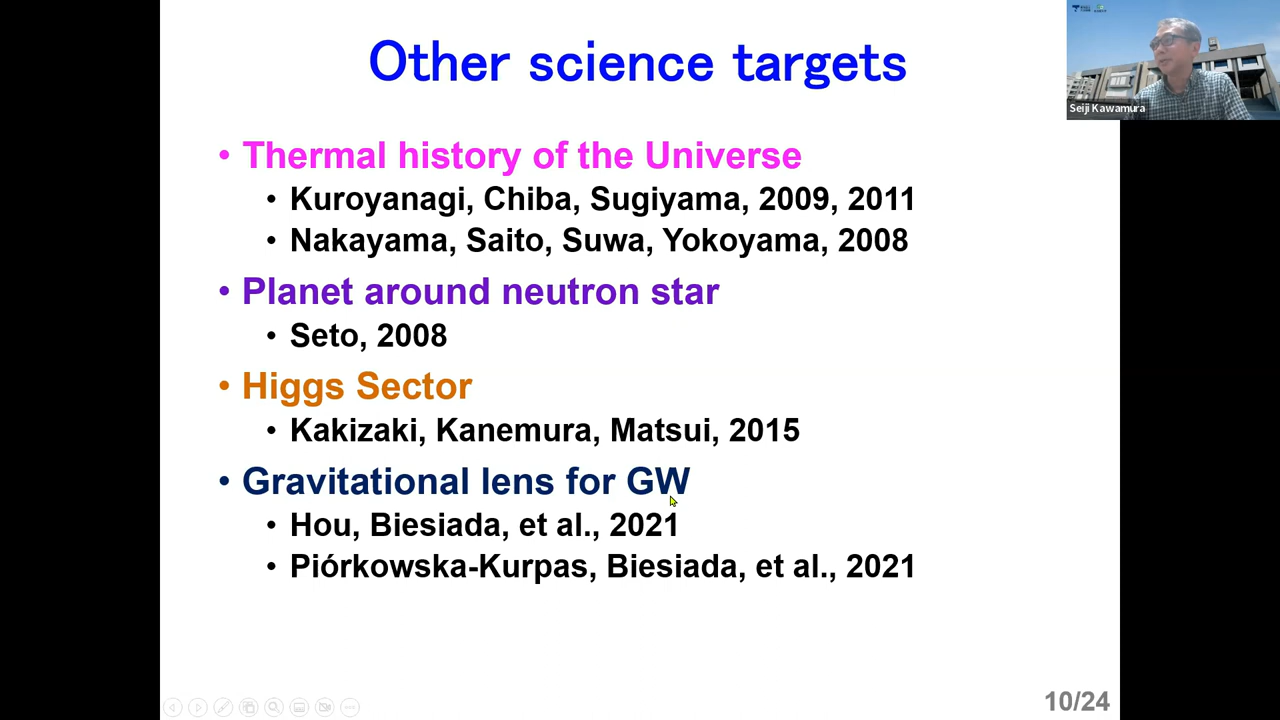 Other science targets
Seiji Kawamura
• Thermal history of the Universe
• Kuroyanagi, Chiba, Sugiyama, 2009, 2011
• Nakayama, Saito, Suwa, Yokoyama, 2008
• Planet around neutron star
• Seto, 2008
• Higgs Sector
• Kakizaki, Kanemura, Matsui, 2015
• Gravitational lens for GW
• Hou, Biesiada, et al., 2021
• Piórkowska-Kurpas, Biesiada, et al., 2021
10/24